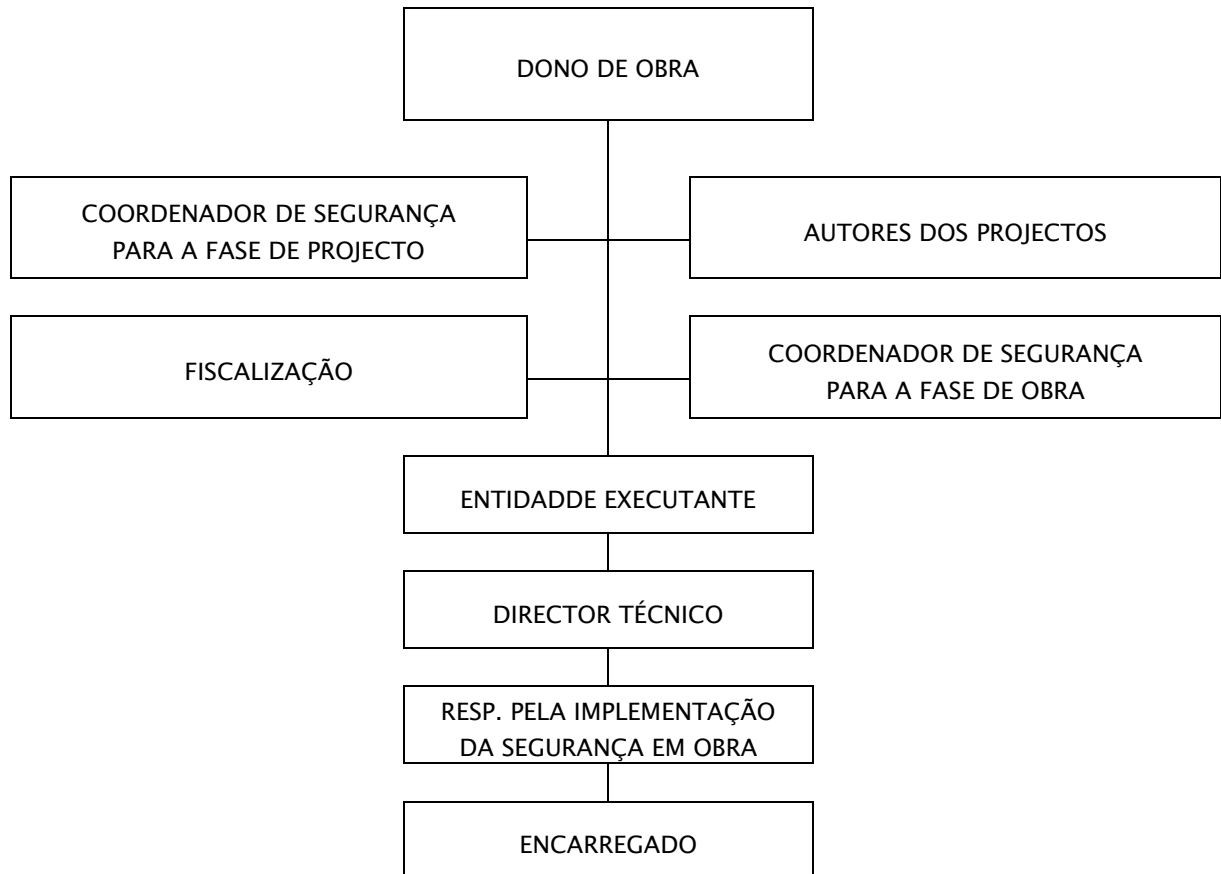 DONO DE OBRA
COORDENADOR DE SEGURANÇA
PARA A FASE DE PROJECTO
AUTORES DOS PROJECTOS
FISCALIZAÇÃO
COORDENADOR DE SEGURANÇA
PARA A FASE DE OBRA
ENTIDADDE EXECUTANTE
DIRECTOR TÉCNICO
RESP. PELA IMPLEMENTAÇÃO
DA SEGURANÇA EM OBRA
ENCARREGADO